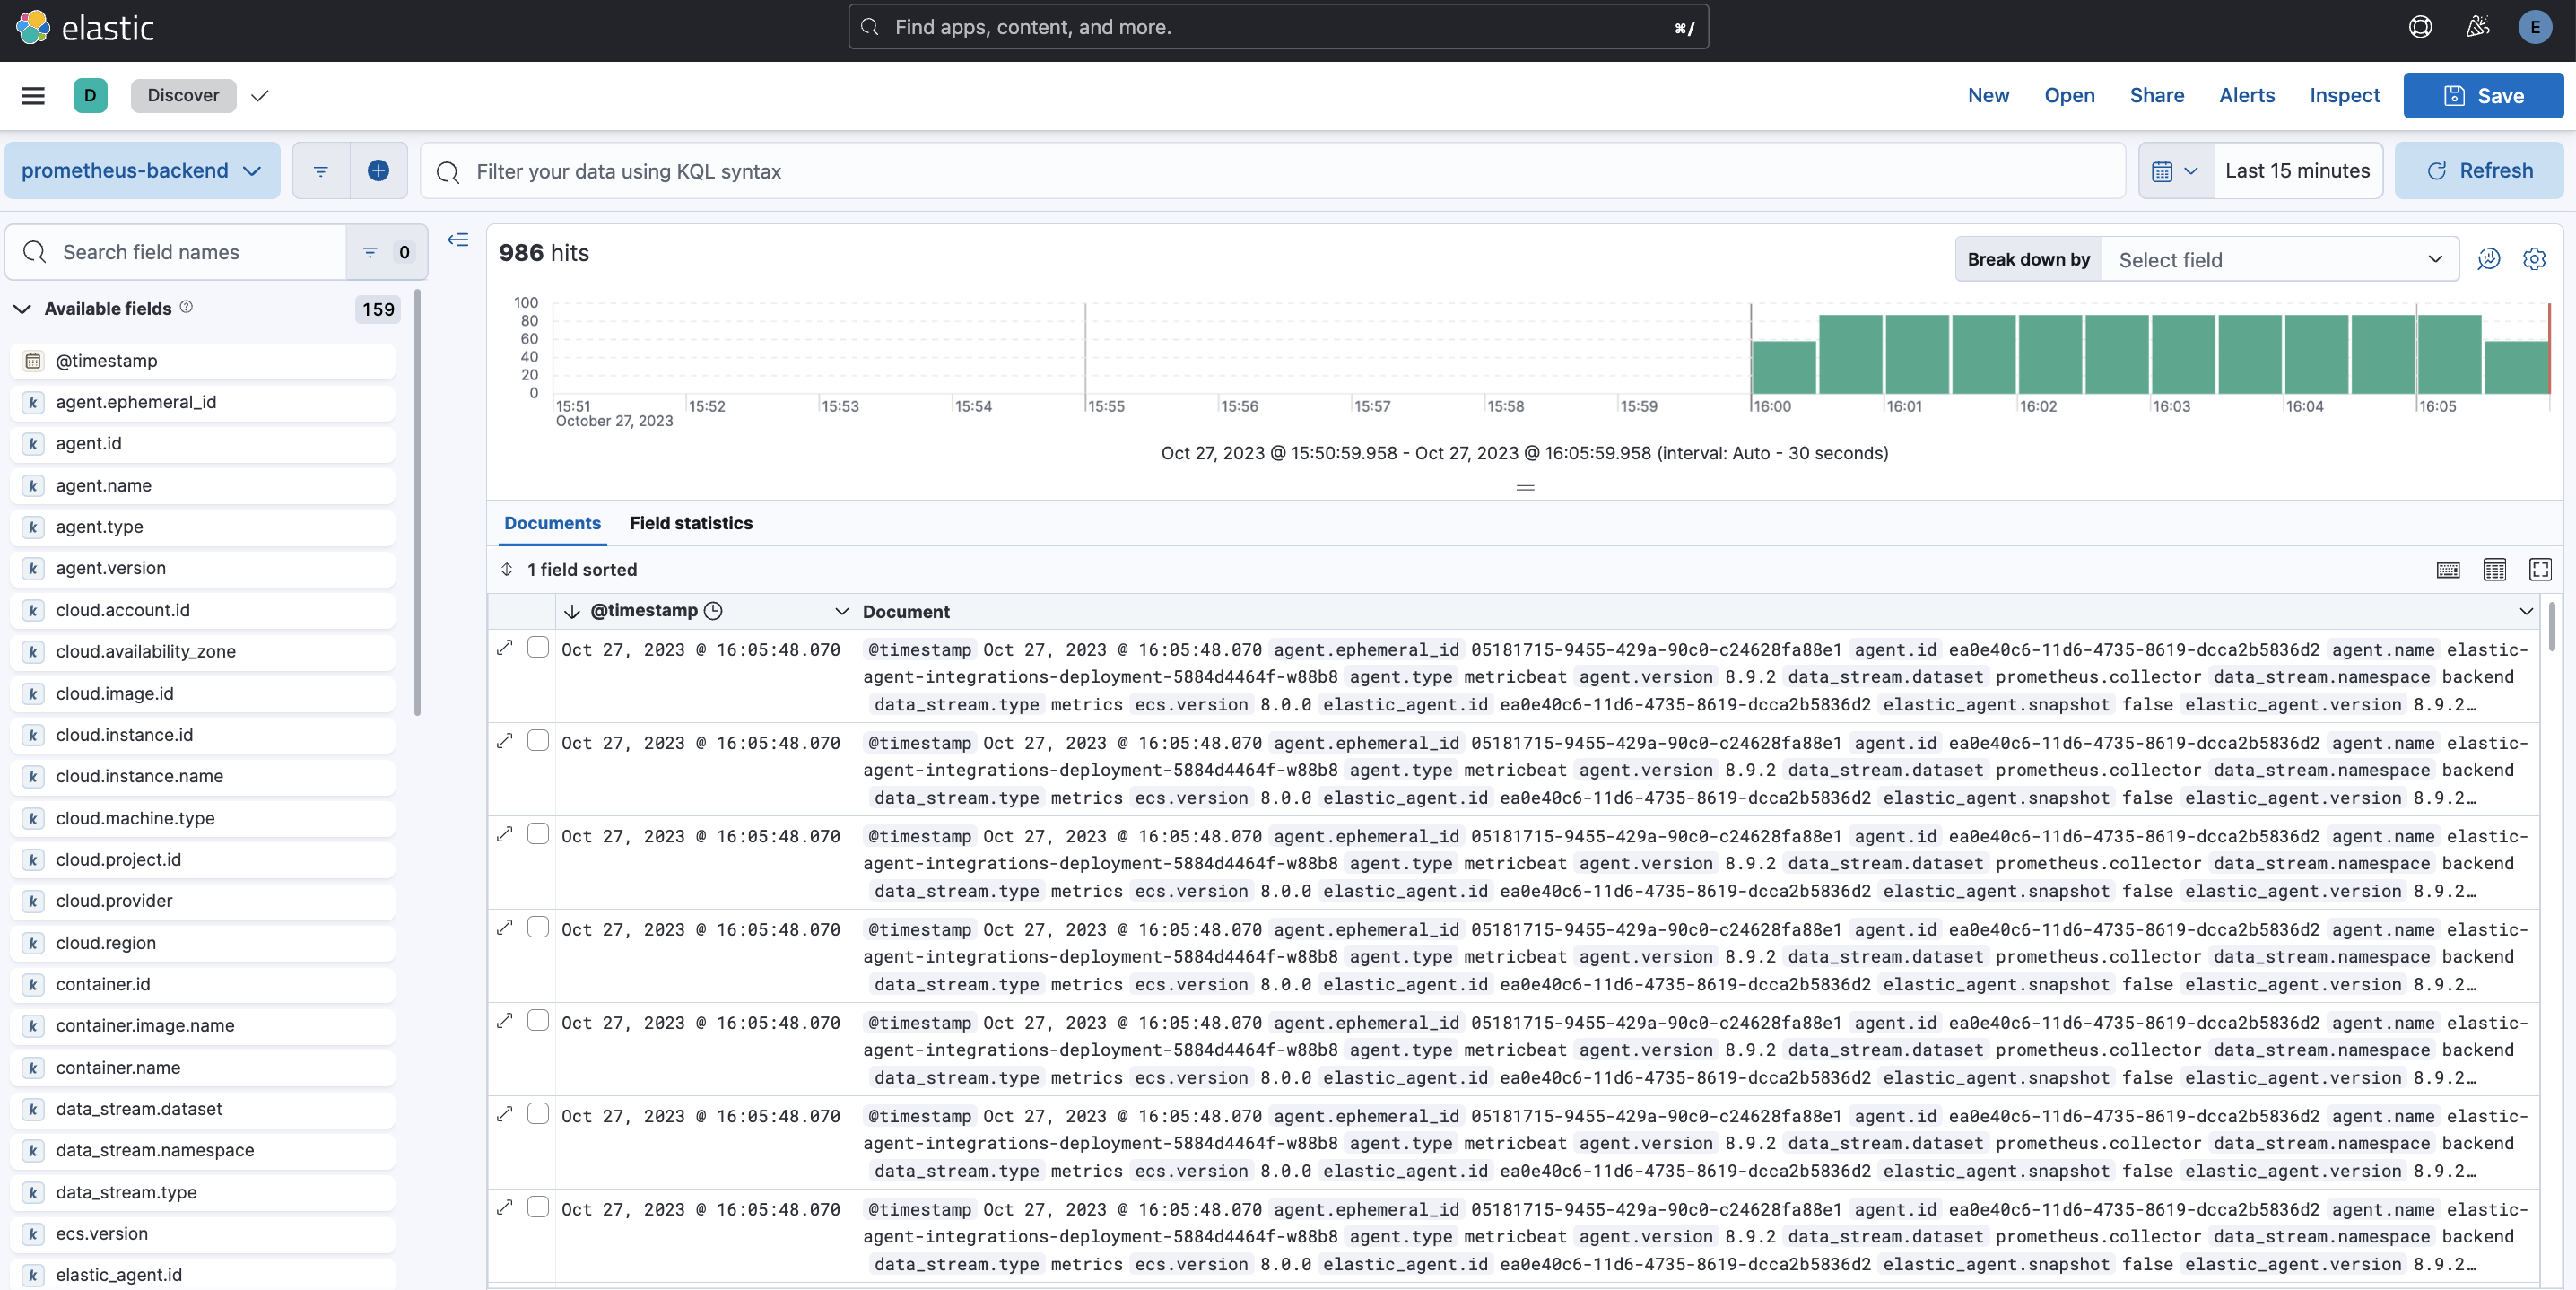 elastic
Find apps, content, and more.
⌘/
E
D
Discover
New
Open
Share
Alerts
Inspect
Save
prometheus-backend
Filter your data using KQL syntax
Last 15 minutes
Refresh
Search field names
0
Available fields
159
@timestamp
k agent.ephemeral_id
k agent.id
k agent.name
k agent.type
k agent.version
k cloud.account.id
k cloud.availability_zone
k cloud.image.id
k cloud.instance.id
k cloud.instance.name
k cloud.machine.type
k cloud.project.id
k cloud.provider
k cloud.region
k container.id
k container.image.name
k container.name
k data_stream.dataset
k data_stream.namespace
k data_stream.type
k ecs.version
k elastic_agent.id
986 hits
Break down by
Select field
100
80
60
40
20
0
15:51 15:52 15:53 15:54 15:55 15:56 15:57 15:58 15:59 16:00 16:01 16:02 16:03 16:04 16:05
October 27, 2023
Oct 27, 2023 @ 15:50:59.958 - Oct 27, 2023 @ 16:05:59.958 (interval: Auto - 30 seconds)
Documents
Field statistics
1 field sorted
@timestamp
Document
Oct 27, 2023 @ 16:05:48.070 @timestamp Oct 27, 2023 @ 16:05:48.070 agent.ephemeral_id 05181715-9455-429a-90c0-c24628fa88e1 agent.id ea0e40c6-11d6-4735-8619-dcca2b5836d2 agent.name elastic-
agent-integrations-deployment-5884d4464f-w88b8 agent.type metricbeat agent.version 8.9.2 data_stream.dataset prometheus.collector data_stream.namespace backend
data_stream.type metrics ecs.version 8.0.0 elastic_agent.id ea0e40c6-11d6-4735-8619-dcca2b5836d2 elastic_agent.snapshot false elastic_agent.version 8.9.2…
Oct 27, 2023 @ 16:05:48.070 @timestamp Oct 27, 2023 @ 16:05:48.070 agent.ephemeral_id 05181715-9455-429a-90c0-c24628fa88e1 agent.id ea0e40c6-11d6-4735-8619-dcca2b5836d2 agent.name elastic-
agent-integrations-deployment-5884d4464f-w88b8 agent.type metricbeat agent.version 8.9.2 data_stream.dataset prometheus.collector data_stream.namespace backend
data_stream.type metrics ecs.version 8.0.0 elastic_agent.id ea0e40c6-11d6-4735-8619-dcca2b5836d2 elastic_agent.snapshot false elastic_agent.version 8.9.2…
Oct 27, 2023 @ 16:05:48.070 @timestamp Oct 27, 2023 @ 16:05:48.070 agent.ephemeral_id 05181715-9455-429a-90c0-c24628fa88e1 agent.id ea0e40c6-11d6-4735-8619-dcca2b5836d2 agent.name elastic-
agent-integrations-deployment-5884d4464f-w88b8 agent.type metricbeat agent.version 8.9.2 data_stream.dataset prometheus.collector data_stream.namespace backend
data_stream.type metrics ecs.version 8.0.0 elastic_agent.id ea0e40c6-11d6-4735-8619-dcca2b5836d2 elastic_agent.snapshot false elastic_agent.version 8.9.2…
Oct 27, 2023 @ 16:05:48.070 @timestamp Oct 27, 2023 @ 16:05:48.070 agent.ephemeral_id 05181715-9455-429a-90c0-c24628fa88e1 agent.id ea0e40c6-11d6-4735-8619-dcca2b5836d2 agent.name elastic-
agent-integrations-deployment-5884d4464f-w88b8 agent.type metricbeat agent.version 8.9.2 data_stream.dataset prometheus.collector data_stream.namespace backend
data_stream.type metrics ecs.version 8.0.0 elastic_agent.id ea0e40c6-11d6-4735-8619-dcca2b5836d2 elastic_agent.snapshot false elastic_agent.version 8.9.2…
Oct 27, 2023 @ 16:05:48.070 @timestamp Oct 27, 2023 @ 16:05:48.070 agent.ephemeral_id 05181715-9455-429a-90c0-c24628fa88e1 agent.id ea0e40c6-11d6-4735-8619-dcca2b5836d2 agent.name elastic-
agent-integrations-deployment-5884d4464f-w88b8 agent.type metricbeat agent.version 8.9.2 data_stream.dataset prometheus.collector data_stream.namespace backend
data_stream.type metrics ecs.version 8.0.0 elastic_agent.id ea0e40c6-11d6-4735-8619-dcca2b5836d2 elastic_agent.snapshot false elastic_agent.version 8.9.2…
Oct 27, 2023 @ 16:05:48.070 @timestamp Oct 27, 2023 @ 16:05:48.070 agent.ephemeral_id 05181715-9455-429a-90c0-c24628fa88e1 agent.id ea0e40c6-11d6-4735-8619-dcca2b5836d2 agent.name elastic-
agent-integrations-deployment-5884d4464f-w88b8 agent.type metricbeat agent.version 8.9.2 data_stream.dataset prometheus.collector data_stream.namespace backend
data_stream.type metrics ecs.version 8.0.0 elastic_agent.id ea0e40c6-11d6-4735-8619-dcca2b5836d2 elastic_agent.snapshot false elastic_agent.version 8.9.2…
Oct 27, 2023 @ 16:05:48.070 @timestamp Oct 27, 2023 @ 16:05:48.070 agent.ephemeral_id 05181715-9455-429a-90c0-c24628fa88e1 agent.id ea0e40c6-11d6-4735-8619-dcca2b5836d2 agent.name elastic-
agent-integrations-deployment-5884d4464f-w88b8 agent.type metricbeat agent.version 8.9.2 data_stream.dataset prometheus.collector data_stream.namespace backend
data_stream.type metrics ecs.version 8.0.0 elastic_agent.id ea0e40c6-11d6-4735-8619-dcca2b5836d2 elastic_agent.snapshot false elastic_agent.version 8.9.2…